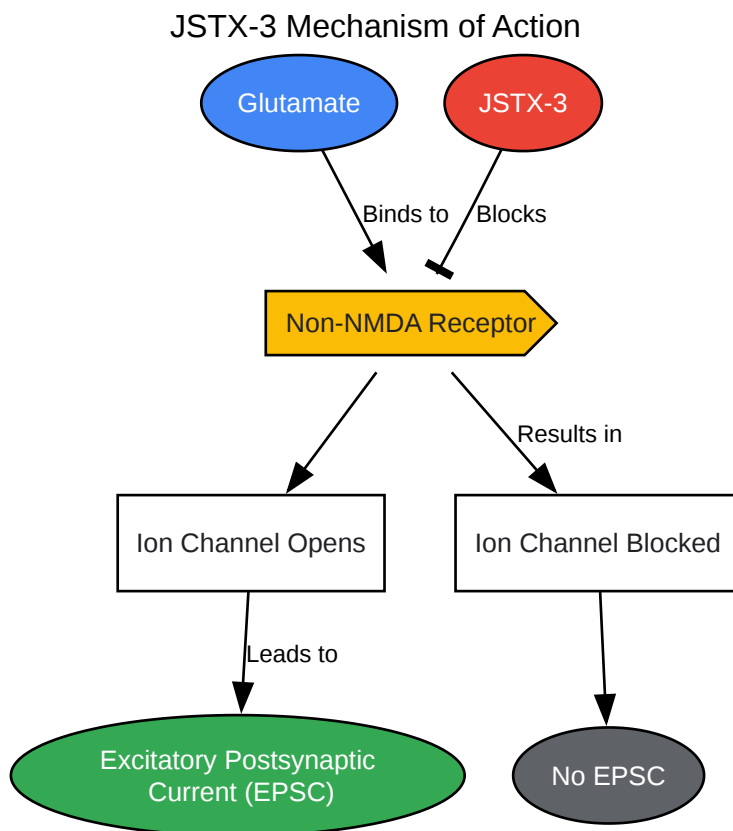 JSTX-3 Mechanism of Action
Glutamate
JSTX-3
Binds to
Blocks
Non-NMDA Receptor
Results in
Ion Channel Opens
Ion Channel Blocked
Leads to
Excitatory Postsynaptic
Current (EPSC)
No EPSC